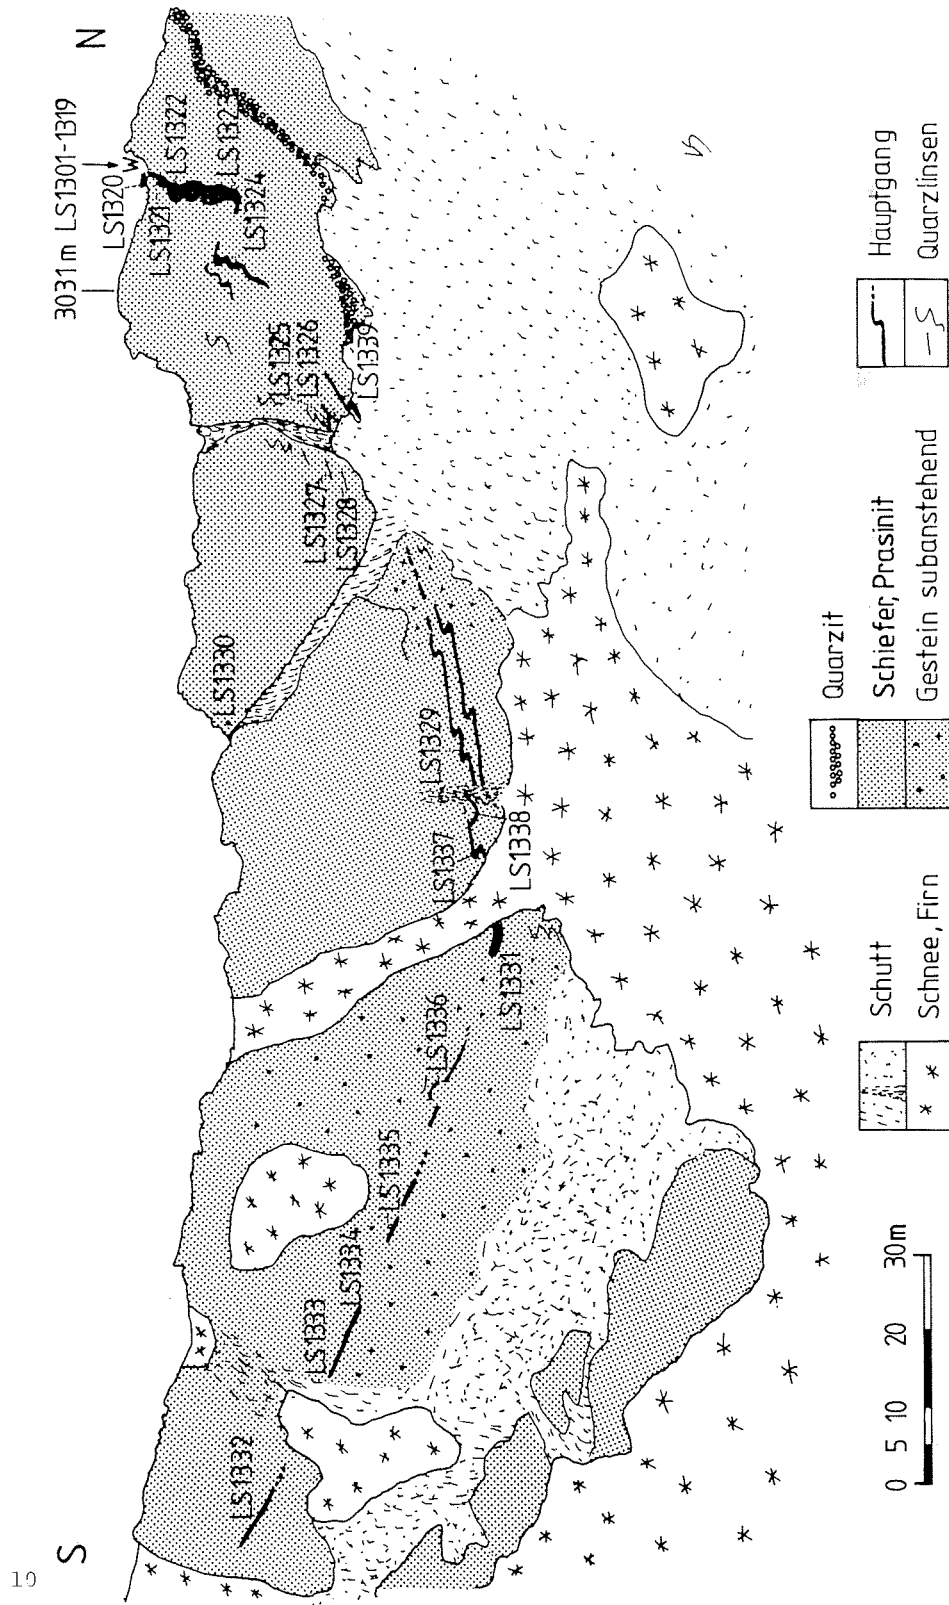 19
S
N
3031m LS1301-1319
W
LS1320
LS1321
LS1322
LS1323
LS1324
LS1325
LS1326
LS1339
LS1327
LS1328
LS1330
LS1329
LS1337
LS1338
LS1331
LS1336
LS1335
LS1334
LS1333
LS1332
0 5 10 20 30m
Schutt
Schnee, Firn
Quarzit
Schiefer, Prasinit
Gestein subanstehend
Hauptgang
Quarzlinsen